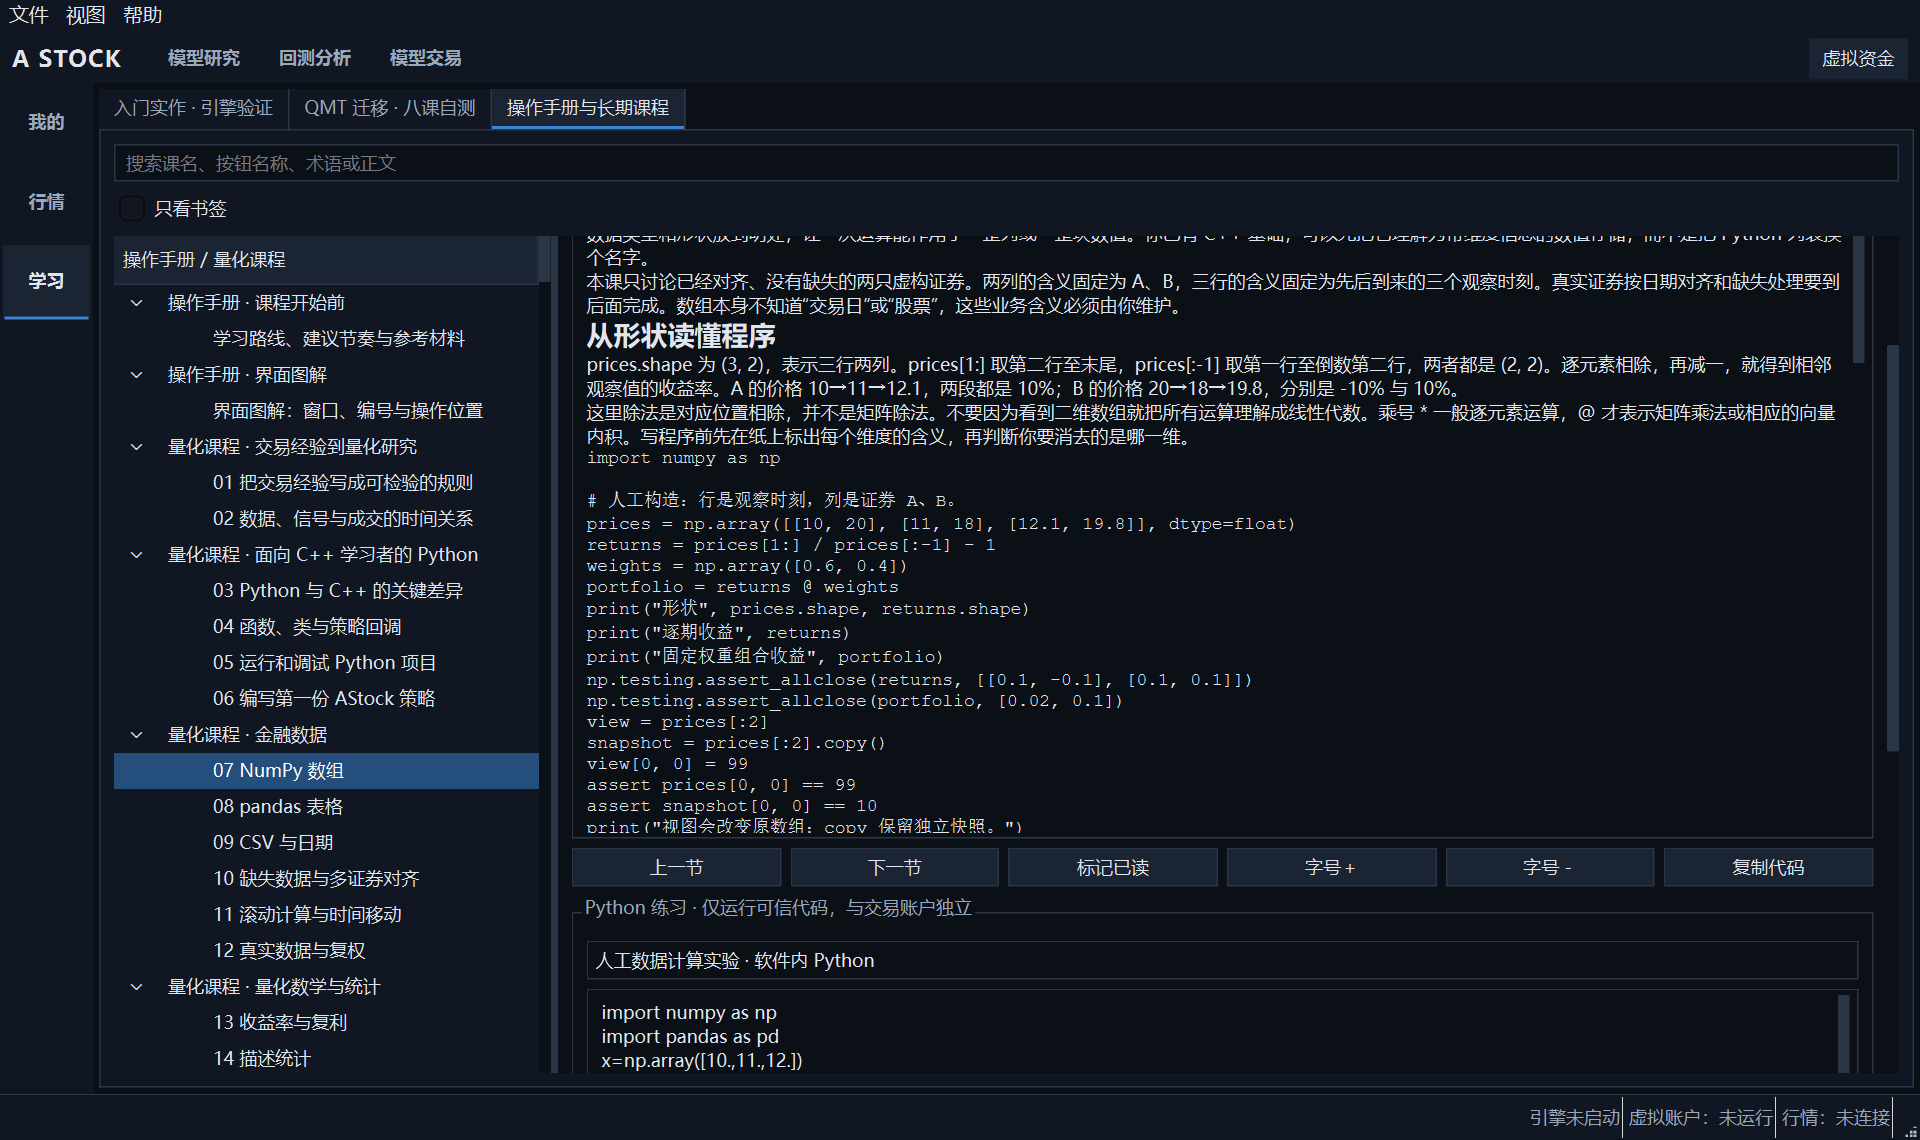 文件 视图 帮助
A STOCK 模型研究 回测分析 模型交易 虚拟资金
我的
行情
学习
入门实作 · 引擎验证 QMT 迁移 · 八课自测 操作手册与长期课程
搜索课名、按钮名称、术语或正文
只看书签
操作手册 / 量化课程
操作手册 · 课程开始前
学习路线、建议节奏与参考材料
操作手册 · 界面图解
界面图解：窗口、编号与操作位置
量化课程 · 交易经验到量化研究
01 把交易经验写成可检验的规则
02 数据、信号与成交的时间关系
量化课程 · 面向 C++ 学习者的 Python
03 Python 与 C++ 的关键差异
04 函数、类与策略回调
05 运行和调试 Python 项目
06 编写第一份 AStock 策略
量化课程 · 金融数据
07 NumPy 数组
08 pandas 表格
09 CSV 与日期
10 缺失数据与多证券对齐
11 滚动计算与时间移动
12 真实数据与复权
量化课程 · 量化数学与统计
13 收益率与复利
14 描述统计
个名字。
本课只讨论已经对齐、没有缺失的两只虚构证券。两列的含义固定为 A、B，三行的含义固定为先后到来的三个观察时刻。真实证券按日期对齐和缺失处理要到
后面完成。数组本身不知道“交易日”或“股票”，这些业务含义必须由你维护。
从形状读懂程序
prices.shape 为 (3, 2)，表示三行两列。prices[1:] 取第二行至末尾，prices[:-1] 取第一行至倒数第二行，两者都是 (2, 2)。逐元素相除，再减一，就得到相邻
观察值的收益率。A 的价格 10→11→12.1，两段都是 10%；B 的价格 20→18→19.8，分别是 -10% 与 10%。
这里除法是对应位置相除，并不是矩阵除法。不要因为看到二维数组就把所有运算理解成线性代数。乘号 * 一般逐元素运算，@ 才表示矩阵乘法或相应的向量
内积。写程序前先在纸上标出每个维度的含义，再判断你要消去的是哪一维。
import numpy as np
# 人工构造：行是观察时刻，列是证券 A、B。
prices = np.array([[10, 20], [11, 18], [12.1, 19.8]], dtype=float)
returns = prices[1:] / prices[:-1] - 1
weights = np.array([0.6, 0.4])
portfolio = returns @ weights
print("形状", prices.shape, returns.shape)
print("逐期收益", returns)
print("固定权重组合收益", portfolio)
np.testing.assert_allclose(returns, [[0.1, -0.1], [0.1, 0.1]])
np.testing.assert_allclose(portfolio, [0.02, 0.1])
view = prices[:2]
snapshot = prices[:2].copy()
view[0, 0] = 99
assert prices[0, 0] == 99
assert snapshot[0, 0] == 10
print("视图会改变原数组；copy 保留独立快照。")
上一节 下一节 标记已读 字号 + 字号 - 复制代码
Python 练习 · 仅运行可信代码，与交易账户独立
人工数据计算实验 · 软件内 Python
import numpy as np
import pandas as pd
x=np.array([10.,11.,12.])
引擎未启动 虚拟账户：未运行 行情：未连接